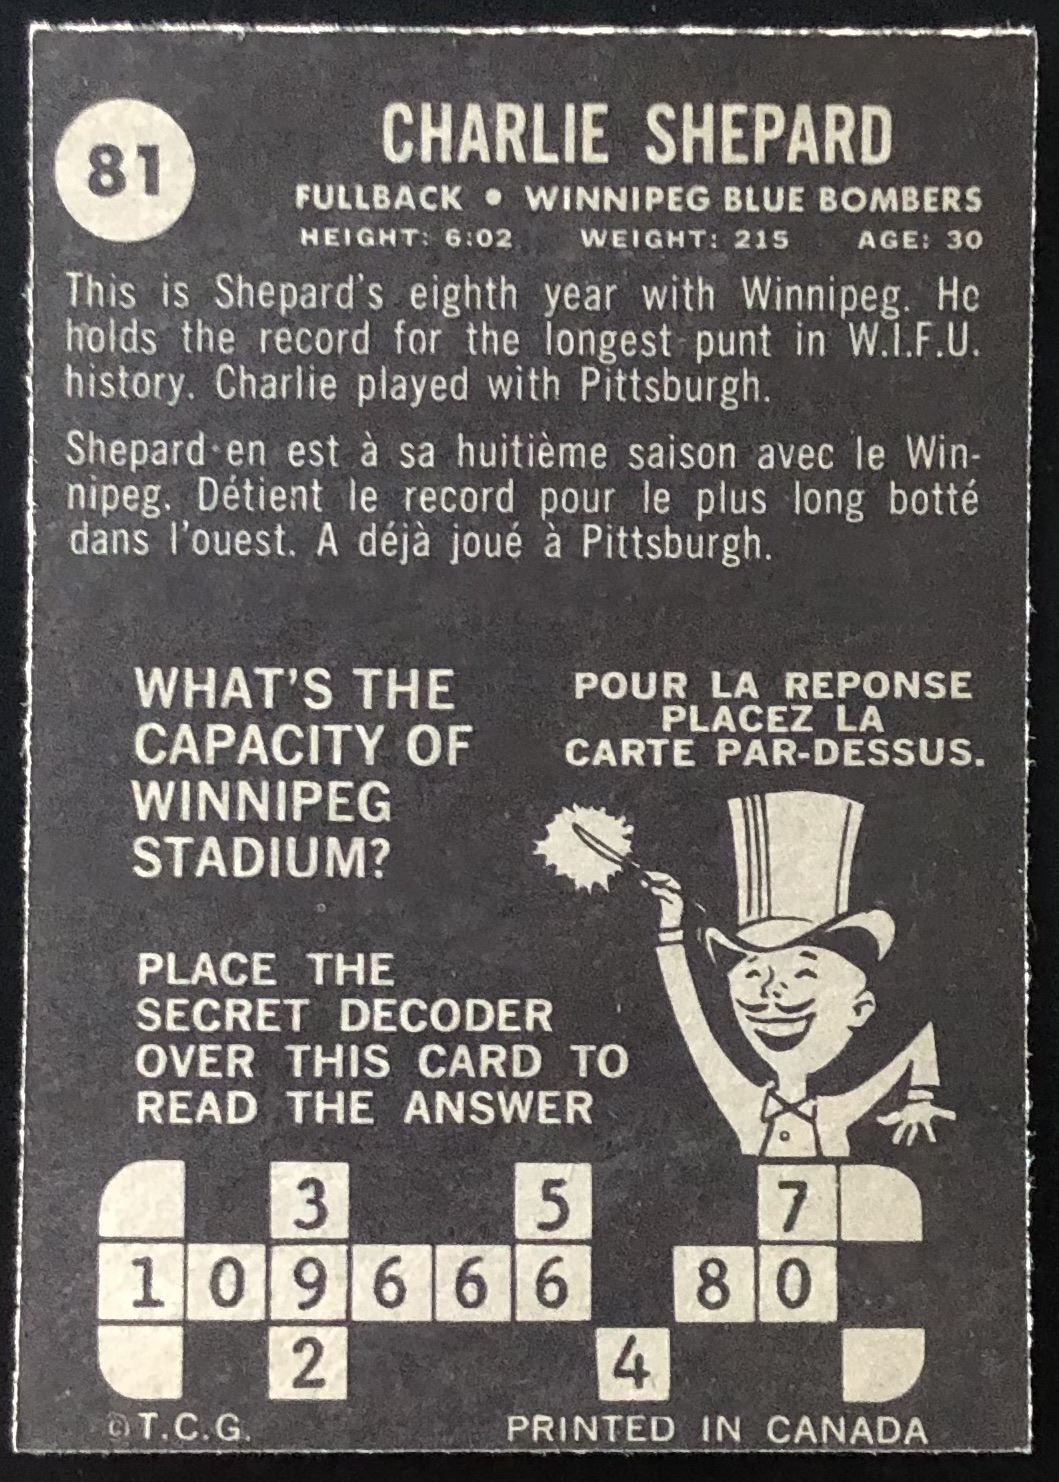 81
CHARLIE SHEPARD
FULLBACK • WINNIPEG BLUE BOMBERS
HEIGHT: 6:02 WEIGHT: 215 AGE: 30
This is Shepard's eighth year with Winnipeg. He
holds the record for the longest punt in W.I.F.U.
history. Charlie played with Pittsburgh.
Shepard en est à sa huitième saison avec le Win-
nipeg. Détient le record pour le plus long botté
dans l'ouest. A déjà joué à Pittsburgh.
WHAT'S THE
CAPACITY OF
WINNIPEG
STADIUM?
POUR LA REPONSE
PLACEZ LA
CARTE PAR-DESSUS.
PLACE THE
SECRET DECODER
OVER THIS CARD TO
READ THE ANSWER
3 5 7
1 0 9 6 6 6 8 0
2 4
© T.C.G. PRINTED IN CANADA